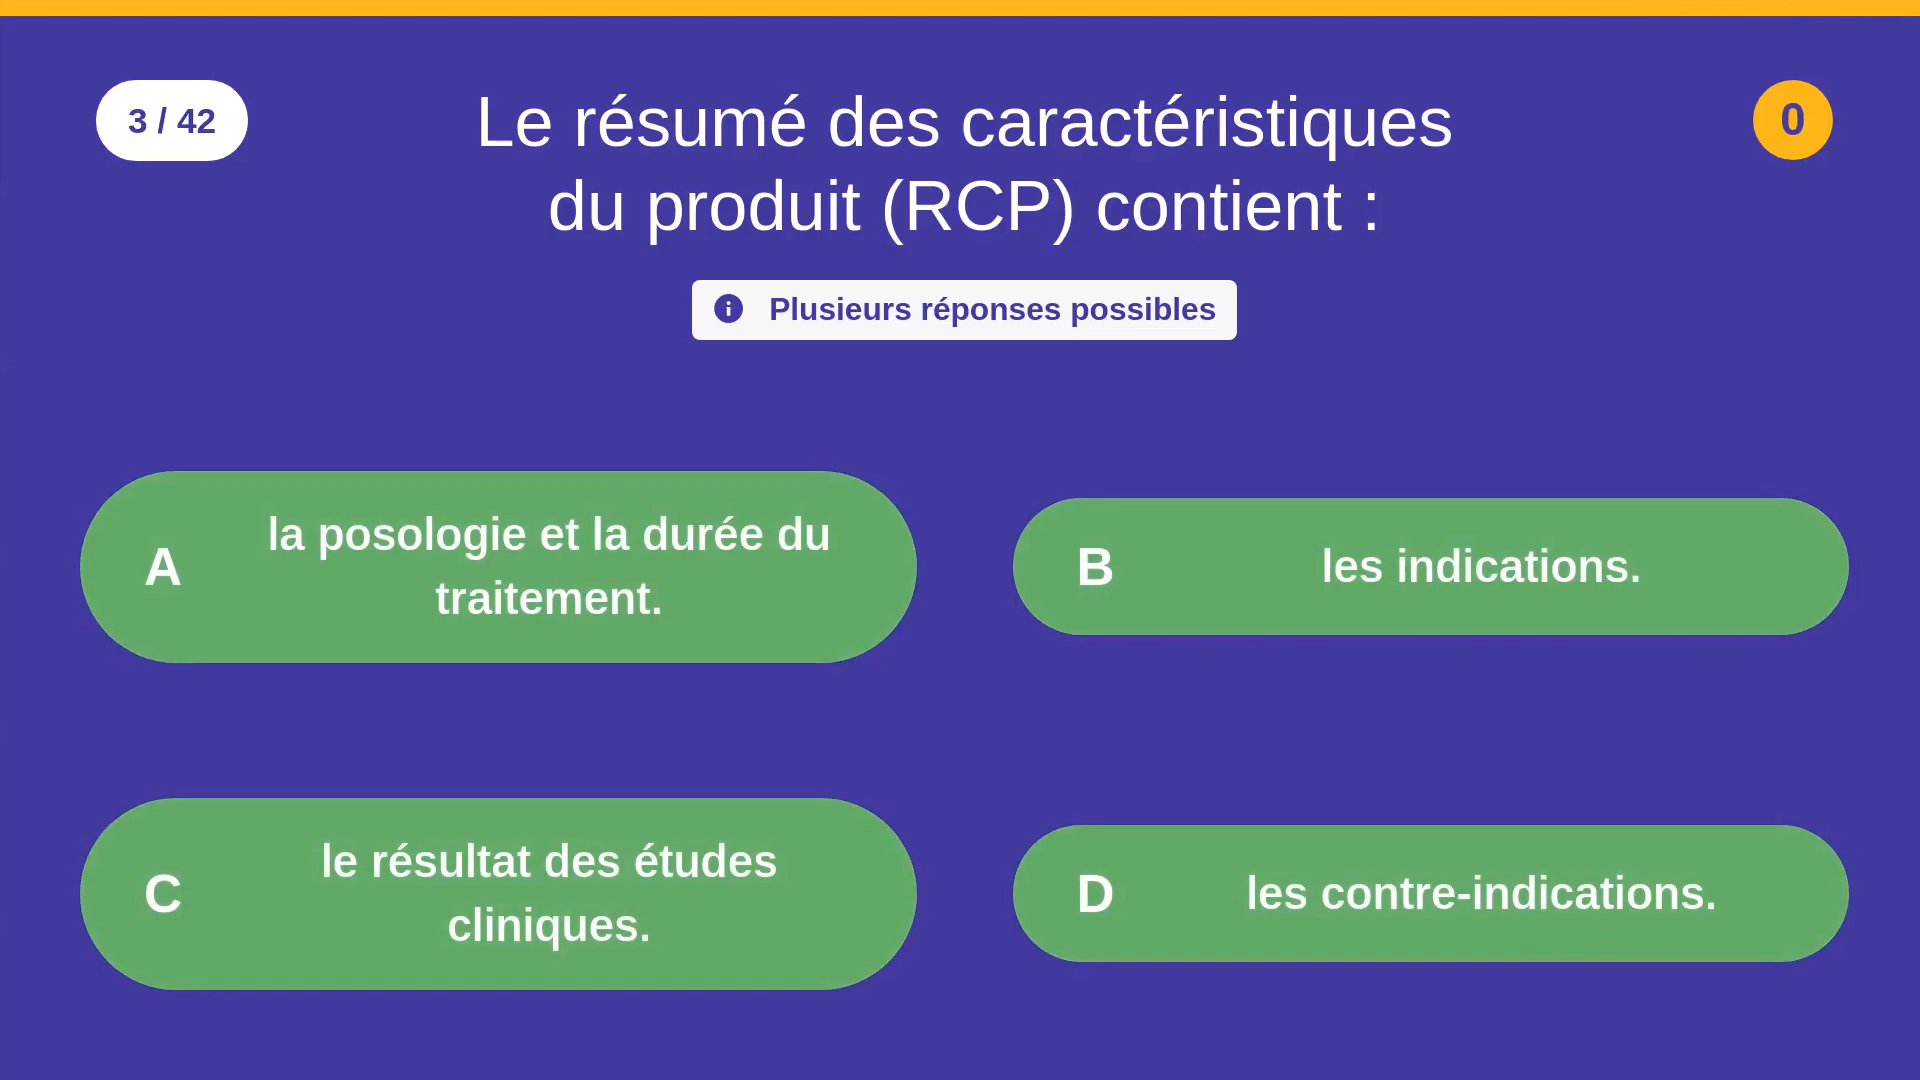 3 / 42
Le résumé des caractéristiques
du produit (RCP) contient :
0
Plusieurs réponses possibles
A
la posologie et la durée du
traitement.
B
les indications.
C
le résultat des études
cliniques.
D
les contre-indications.